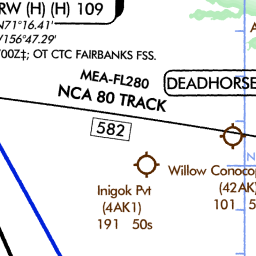 RW (H) (H) 109
N71°16.41'
W156°47.29'
00Z‡; OT CTC FAIRBANKS FSS.
MEA-FL280
DEADHORSE
NCA 80 TRACK
582
Willow Conocop
Inigok Pvt
(42AK)
(4AK1)
101 5
191 50s